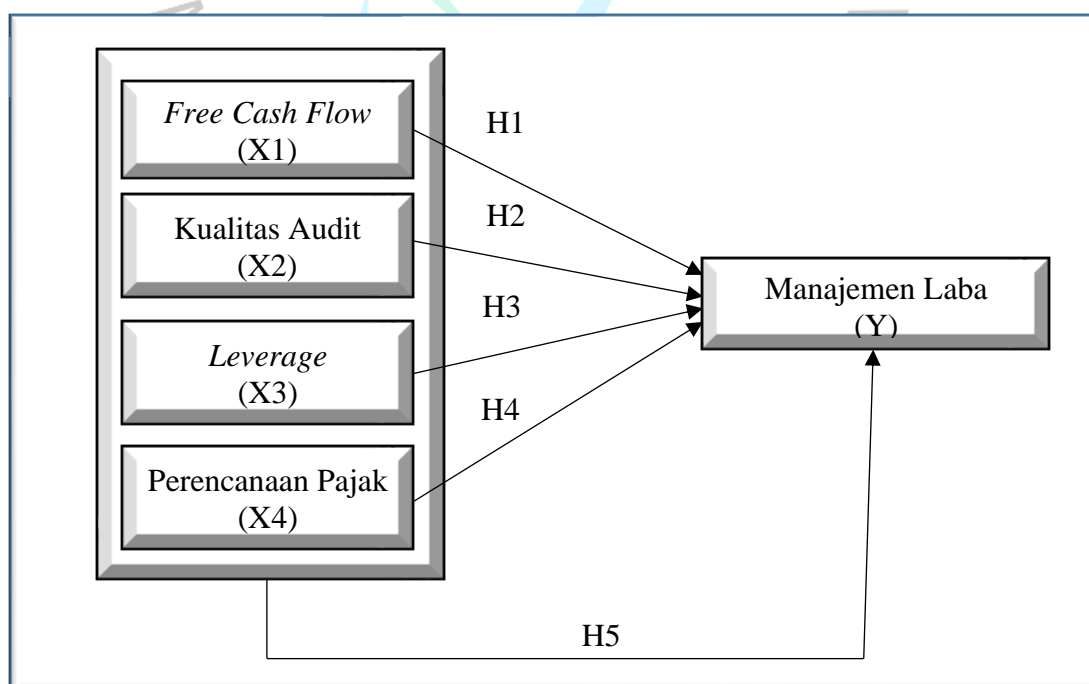 Free Cash Flow
(X1)
H1
Kualitas Audit
(X2)
H2
Leverage
(X3)
H3
Perencanaan Pajak
(X4)
H4
Manajemen Laba
(Y)
H5